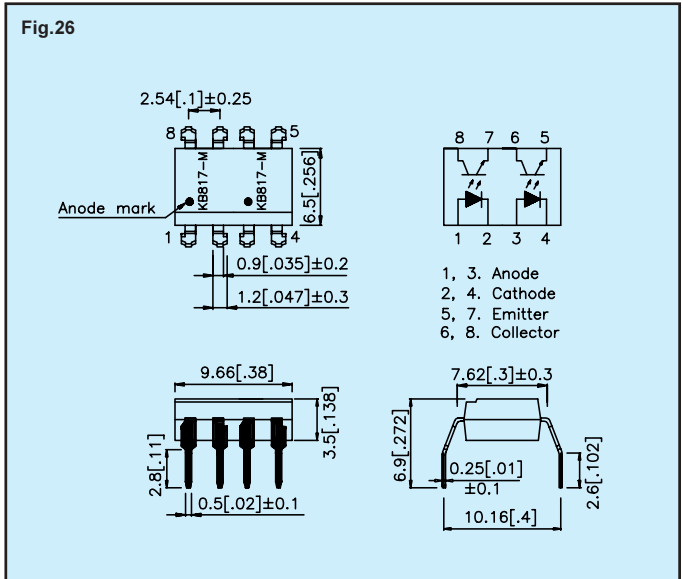 Fig.26
2.54[.1]±0.25
8
5
KB817-M
KB817-M
6.5[.256]
Anode mark
1
4
0.9[.035]±0.2
1.2[.047]±0.3
8 7 6 5
1 2 3 4
1, 3. Anode
2, 4. Cathode
5, 7. Emitter
6, 8. Collector
9.66[.38]
3.5[.138]
2.8[.11]
0.5[.02]±0.1
7.62[.3]±0.3
6.9[.272]
0.25[.01]
±0.1
2.6[.102]
10.16[.4]